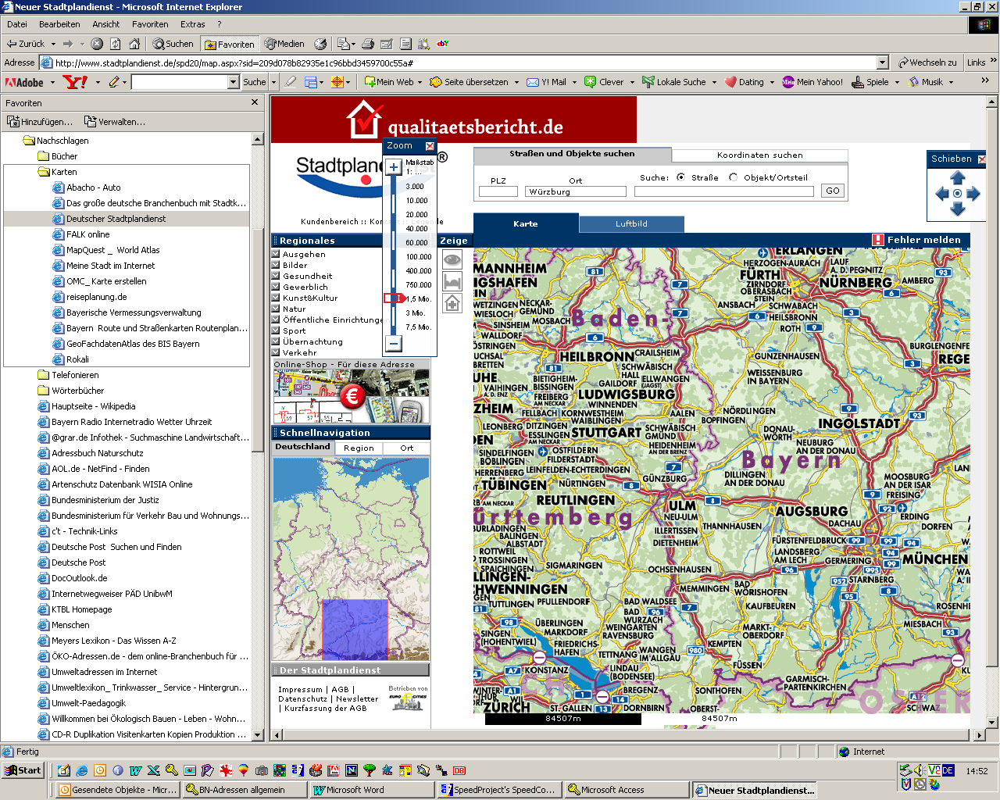 Neuer Stadtplandienst - Microsoft Internet Explorer
Datei Bearbeiten Ansicht Favoriten Extras ?
Zurück Suchen Favoriten Medien
Adresse http://www.stadtplandienst.de/spd20/map.aspx?sid=209d078b82935e1c96bbd3459700c55a# Wechseln zu Links
Adobe Y! Suche Mein Web Seite übersetzen Y! Mail Clever Lokale Suche Dating Mein Yahoo! Spiele Musik
Favoriten
Hinzufügen... Verwalten...
Nachschlagen
Bücher
Karten
Abacho - Auto
Das große deutsche Branchenbuch mit Stadtk...
Deutscher Stadtplandienst
FALK online
MapQuest _ World Atlas
Meine Stadt im Internet
OMC_ Karte erstellen
reiseplanung.de
Bayerische Vermessungsverwaltung
Bayern Route und Straßenkarten Routenplan...
GeoFachdatenAtlas des BIS Bayern
Rokali
Telefonieren
Wörterbücher
Hauptseite - Wikipedia
Bayern Radio Internetradio Wetter Uhrzeit
@grar.de Infothek - Suchmaschine Landwirtschaft...
Adressbuch Naturschutz
AOL.de - NetFind - Finden
Artenschutz Datenbank WISIA Online
Bundesministerium der Justiz
Bundesministerium für Verkehr Bau und Wohnungs...
c't - Technik-Links
Deutsche Post Suchen und Finden
Deutsche Post
DocOutlook.de
Internetwegweiser PÄD UnibwM
KTBL Homepage
Menschen
Meyers Lexikon - Das Wissen A-Z
ÖKO-Adressen.de - dem online-Branchenbuch für ...
Umweltadressen im Internet
Umweltlexikon_ Trinkwasser_ Service - Hintergrun...
Umwelt-Paedagogik
Willkommen bei Ökologisch Bauen - Leben - Wohn...
CD-R Duplikation Visitenkarten Kopien Produktion ...
qualitaetsbericht.de
Stadtplandienst®
Kundenbereich :: Kontakt :: Legende
Zoom
Maßstab
1: ...
3.000
10.000
20.000
40.000
60.000
100.000
400.000
750.000
1,5 Mio.
3 Mio.
7,5 Mio.
Straßen und Objekte suchen Koordinaten suchen
PLZ Ort Suche: Straße Objekt/Ortsteil
Würzburg GO
Schieben
Karte Luftbild
Fehler melden
Regionales
Zeige
Ausgehen
Bilder
Gesundheit
Gewerblich
Kunst&Kultur
Natur
Öffentliche Einrichtungen
Sport
Übernachtung
Verkehr
Online-Shop - Für diese Adresse
€
Schnellnavigation
Deutschland Region Ort
Der Stadtplandienst
Impressum | AGB |
Datenschutz | Newsletter
| Kurzfassung der AGB
Betrieben von
EURO CITIES
MANNHEIM
ERLANGEN
HERZOGEN-AURACH
LAUF
A. D. PEGNITZ
FÜRTH
NÜRNBERG
AMBERG
ZIRNDORF
OBERASBACH
STEIN
SCHWABACH
ANSBACH
HEILSBRONN
ROTH
NECKAR-
GEMÜND
MOSBACH
SINSHEIM
WALLDORF
Baden-
Württemberg
HEILBRONN
CRAILSHEIM
SCHWÄBISCH
HALL
GAILDORF
ELLWANGEN
(JAGST)
GUNZENHAUSEN
WEISSENBURG
IN BAYERN
BURGLENGENFE
REGE
BRETTEN
BIETIGHEIM-
BISSINGEN
FREIBERG
AM NECKAR
VAIHINGEN
A.D. ENZ
LUDWIGSBURG
WINNENDEN
KORNWESTHEIM
FELLBACH
WAIBLINGEN
AALEN
BOPFINGEN
NÖRDLINGEN
LEONBERG
DITZINGEN
ESSLINGEN
AM NECKAR
STUTTGART
SCHWÄBISCH
GMÜND
HEIDENHEIM
AN DER BRENZ
DONAU-
WÖRTH
INGOLSTADT
NEUBURG
AN DER DONAU
SINDELFINGEN
BÖBLINGEN
OSTFILDERN
FILDERSTADT
LEINFELDEN-ECHTERDINGEN
HERRENBERG
NÜRTINGEN
TÜBINGEN
REUTLINGEN
GÜNZBURG
DILLINGEN
AN DER DONAU
Bayern
MOOSBURG
AN DER ISAR
FREISING
ERDING
DORFEN
ULM
NEU-ULM
AUGSBURG
DACHAU
BURLADINGEN
BALINGEN
ALBSTADT
ROTTWEIL
TROSSINGEN
SPAICHINGEN
ILLERTISSEN
DIETENHEIM
THANNHAUSEN
FÜRSTENFELDBRUCK
LANDSBERG
AM LECH
GERMERING
MÜNCHEN
SIGMARINGEN
OCHSENHAUSEN
STARNBERG
TUTTLINGEN
PFULLENDORF
MEMMINGEN
BAD
WÖRISHOFEN
KAUFBEUREN
BAD WALDSEE
BAD
WURZACH
WEINGARTEN
RAVENSBURG
ROSENH
MIESBACH
ÜBERLINGEN
MARKDORF
SINGEN
(HOHENTWIEL)
FRIEDRICHS-
HAFEN
TETTNANG
WANGEN
IM ALLGÄU
KEMPTEN
MARKT-
OBERDORF
FÜSSEN
KONSTANZ
LINDAU
(BODENSEE)
BREGENZ
DORNBIRN
ST. GALLEN
ZÜRICH
SONTHOFEN
OBERST-
GARMISCH-
PARTENKIRCHEN
SCHWAZ
84507m 84507m
Fertig Internet
Start DB DE 14:52
Gesendete Objekte - Micr... BN-Adressen allgemein Microsoft Word SpeedProject's SpeedCo... Microsoft Access Neuer Stadtplandienst...